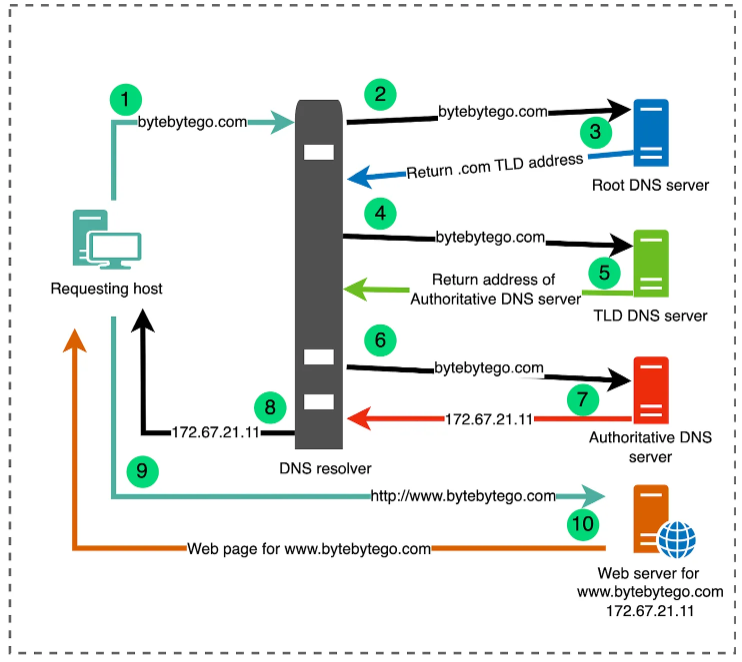 1
bytebytego.com
2
bytebytego.com
3
Return .com TLD address
Root DNS server
4
bytebytego.com
5
Return address of
Authoritative DNS server
TLD DNS server
Requesting host
6
bytebytego.com
7
172.67.21.11
Authoritative DNS
server
8
172.67.21.11
DNS resolver
9
http://www.bytebytego.com
10
Web page for www.bytebytego.com
Web server for
www.bytebytego.com
172.67.21.11